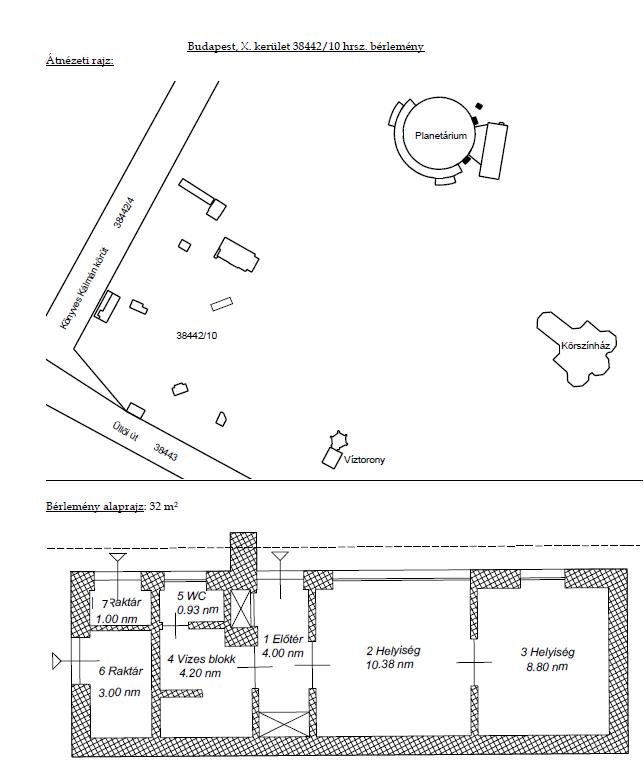 Budapest, X. kerület 38442/10 hrsz. bérlemény
Átnézeti rajz:
Planetárium
38442/4
Könyves Kálmán körút
38442/10
Körszínház
Üllői út
38443
Víztorony
Bérlemény alaprajz: 32 m²
7 Raktár
1.00 nm
5 WC
0.93 nm
1 Előtér
4.00 nm
2 Helyiség
10.38 nm
3 Helyiség
8.80 nm
4 Vizes blokk
4.20 nm
6 Raktár
3.00 nm